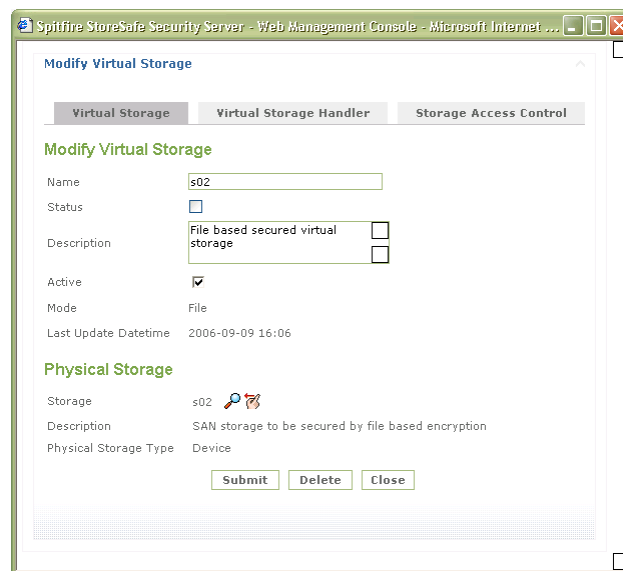 Spitfire StoreSafe Security Server - Web Management Console - Microsoft Internet ...
Modify Virtual Storage
Virtual Storage Virtual Storage Handler Storage Access Control
Modify Virtual Storage
Name s02
Status
Description File based secured virtual
storage
Active
Mode File
Last Update Datetime 2006-09-09 16:06
Physical Storage
Storage s02
Description SAN storage to be secured by file based encryption
Physical Storage Type Device
Submit Delete Close